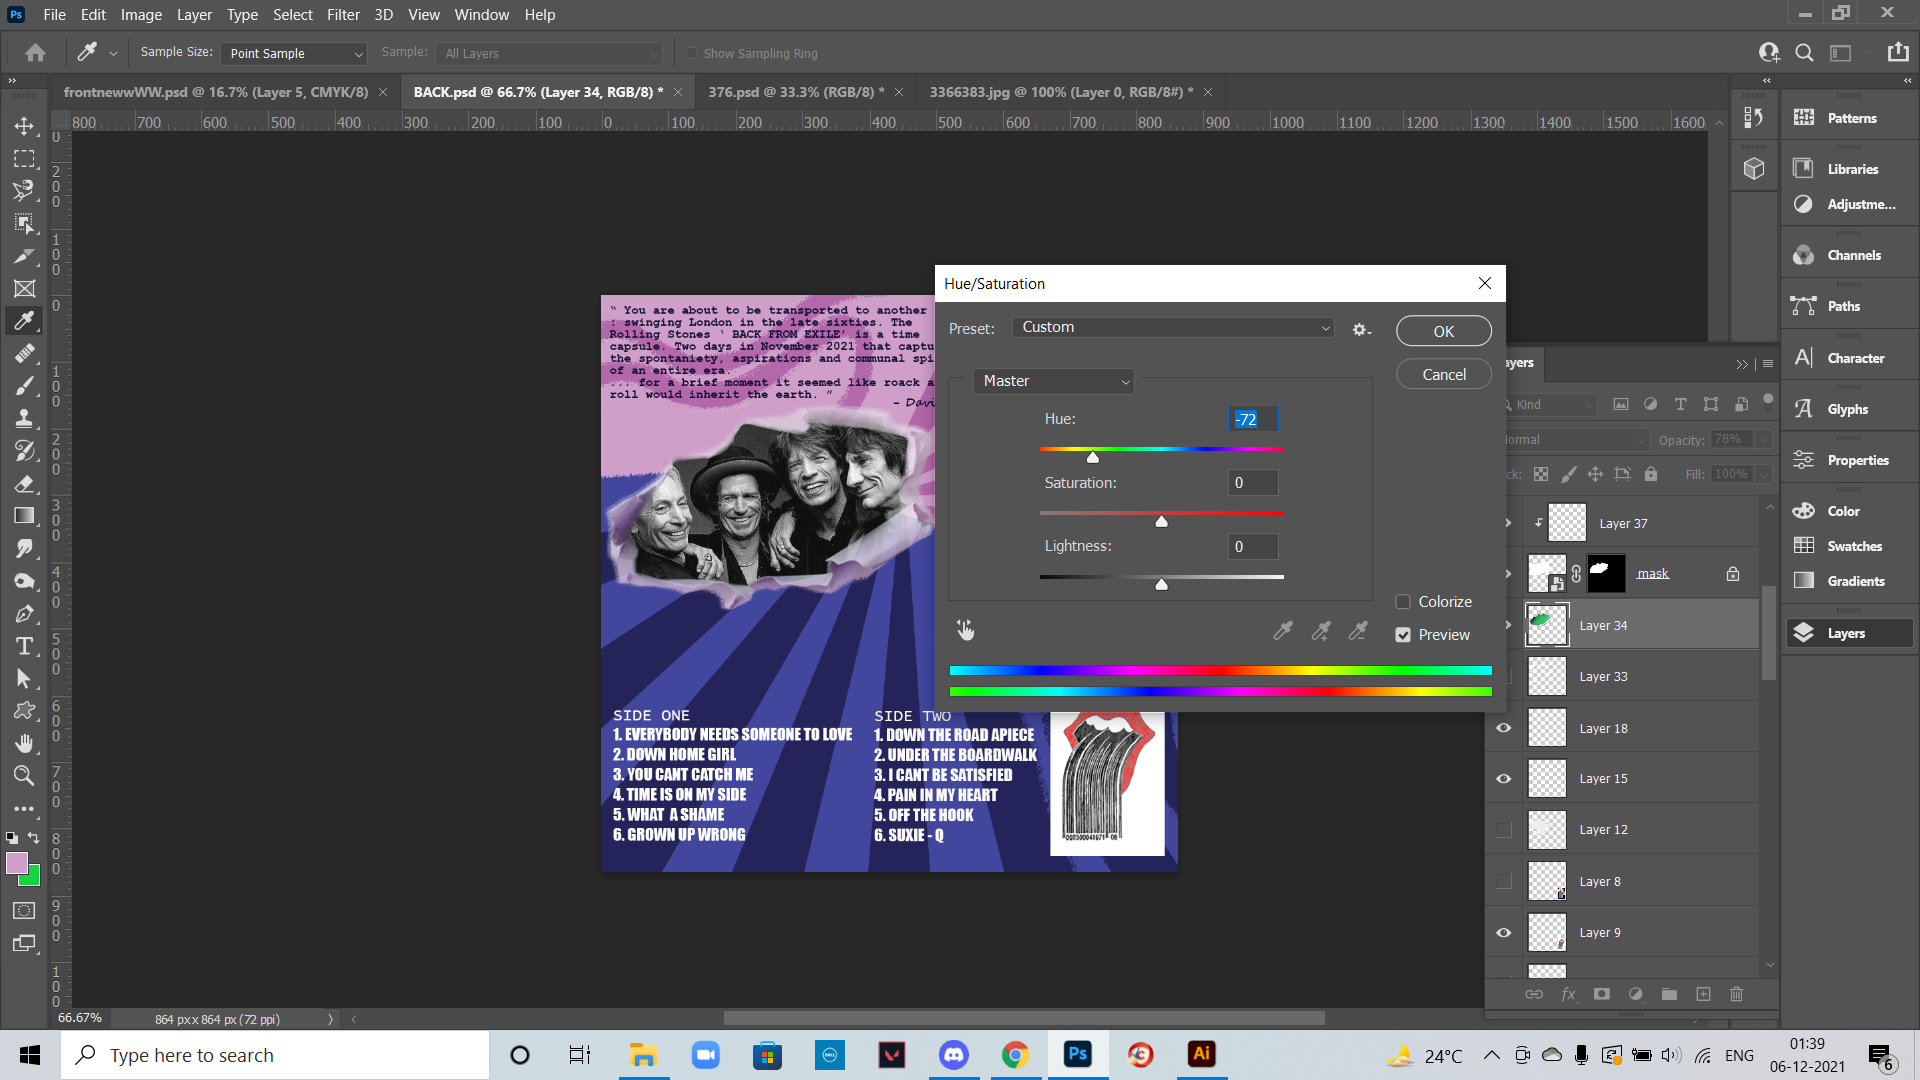 Ps File Edit Image Layer Type Select Filter 3D View Window Help
Sample Size: Point Sample Sample: All Layers Show Sampling Ring
frontnewwWW.psd @ 16.7% (Layer 5, CMYK/8) BACK.psd @ 66.7% (Layer 34, RGB/8) * 376.psd @ 33.3% (RGB/8) * 3366383.jpg @ 100% (Layer 0, RGB/8#) *
800 700 600 500 400 300 200 100 0 100 200 300 400 500 600 700 800 900 1000 1100 1200 1300 1400 1500 1600
Patterns
Libraries
Adjustme...
Channels
Paths
Character
Glyphs
Properties
Color
Swatches
Gradients
Layers
“ You are about to be transported to another
: swinging London in the late sixties. The
Rolling Stones ‘ BACK FROM EXILE’ is a time
capsule. Two days in November 2021 that captu
the spontaniety, aspirations and communal spi
of an entire era.
... for a brief moment it seemed like roack a
roll would inherit the earth. ”
- Davi
Hue/Saturation
Preset: Custom
OK
Cancel
Master
Hue: -72
Saturation: 0
Lightness: 0
Colorize
Preview
ayers
Kind
ormal Opacity: 78%
ck: Fill: 100%
Layer 37
mask
Layer 34
Layer 33
Layer 18
Layer 15
Layer 12
Layer 8
Layer 9
SIDE ONE
1. EVERYBODY NEEDS SOMEONE TO LOVE
2. DOWN HOME GIRL
3. YOU CANT CATCH ME
4. TIME IS ON MY SIDE
5. WHAT A SHAME
6. GROWN UP WRONG
SIDE TWO
1. DOWN THE ROAD APIECE
2. UNDER THE BOARDWALK
3. I CANT BE SATISFIED
4. PAIN IN MY HEART
5. OFF THE HOOK
6. SUXIE - Q
66.67% 864 px x 864 px (72 ppi)
Type here to search
DELL
Ps
Ai
24°C
ENG
01:39
06-12-2021
6